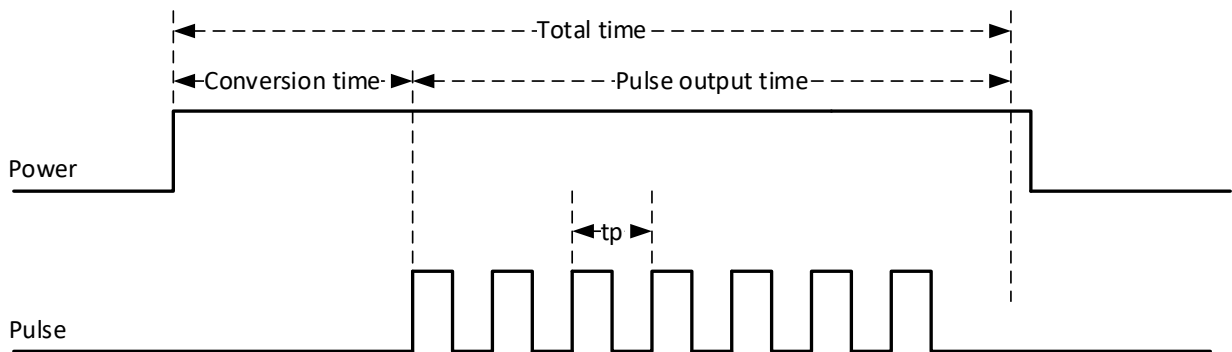 Total time
Conversion time
Pulse output time
Power
tp
Pulse